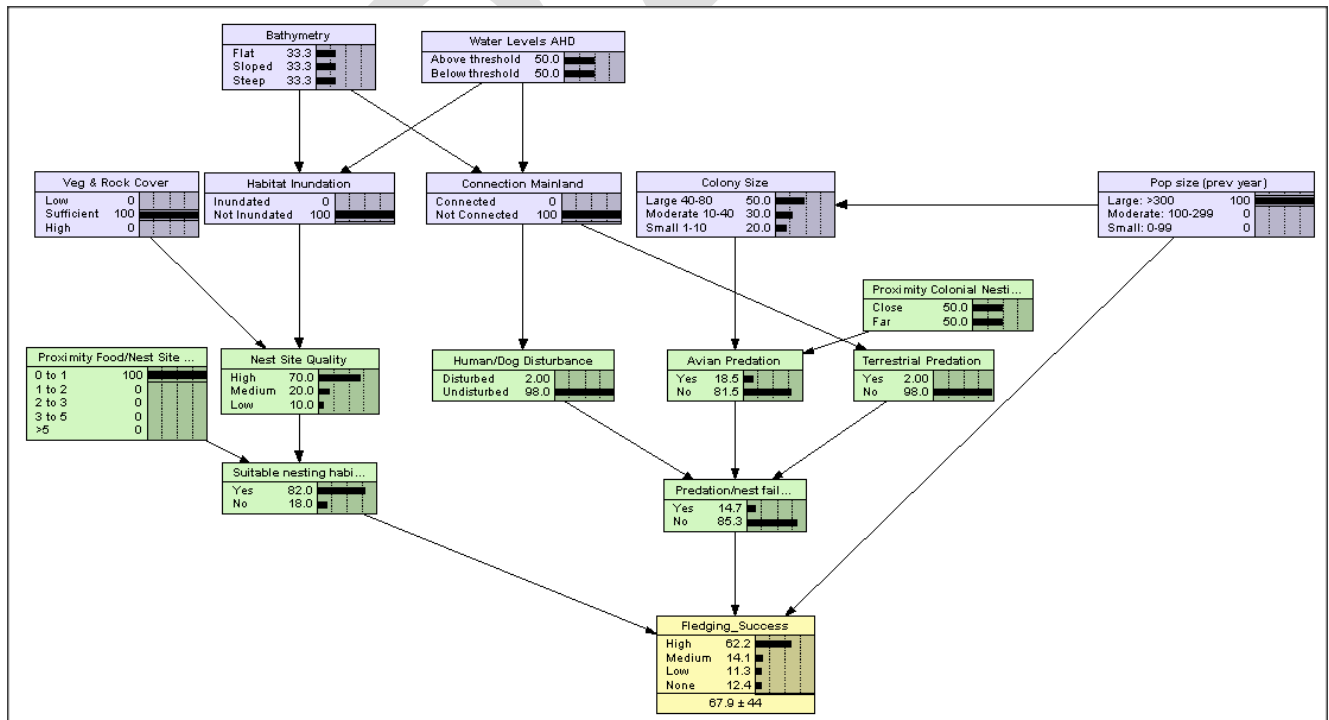 Bathymetry
Flat 33.3
Sloped 33.3
Steep 33.3
Water Levels AHD
Above threshold 50.0
Below threshold 50.0
Veg & Rock Cover
Low 0
Sufficient 100
High 0
Habitat Inundation
Inundated 0
Not Inundated 100
Connection Mainland
Connected 0
Not Connected 100
Colony Size
Large 40-80 50.0
Moderate 10-40 30.0
Small 1-10 20.0
Pop size (prev year)
Large: >300 100
Moderate: 100-299 0
Small: 0-99 0
Proximity Colonial Nesti...
Close 50.0
Far 50.0
Proximity Food/Nest Site ...
0 to 1 100
1 to 2 0
2 to 3 0
3 to 5 0
>5 0
Nest Site Quality
High 70.0
Medium 20.0
Low 10.0
Human/Dog Disturbance
Disturbed 2.00
Undisturbed 98.0
Avian Predation
Yes 18.5
No 81.5
Terrestrial Predation
Yes 2.00
No 98.0
Suitable nesting habi...
Yes 82.0
No 18.0
Predation/nest fail...
Yes 14.7
No 85.3
Fledging_Success
High 62.2
Medium 14.1
Low 11.3
None 12.4
67.9 ± 44